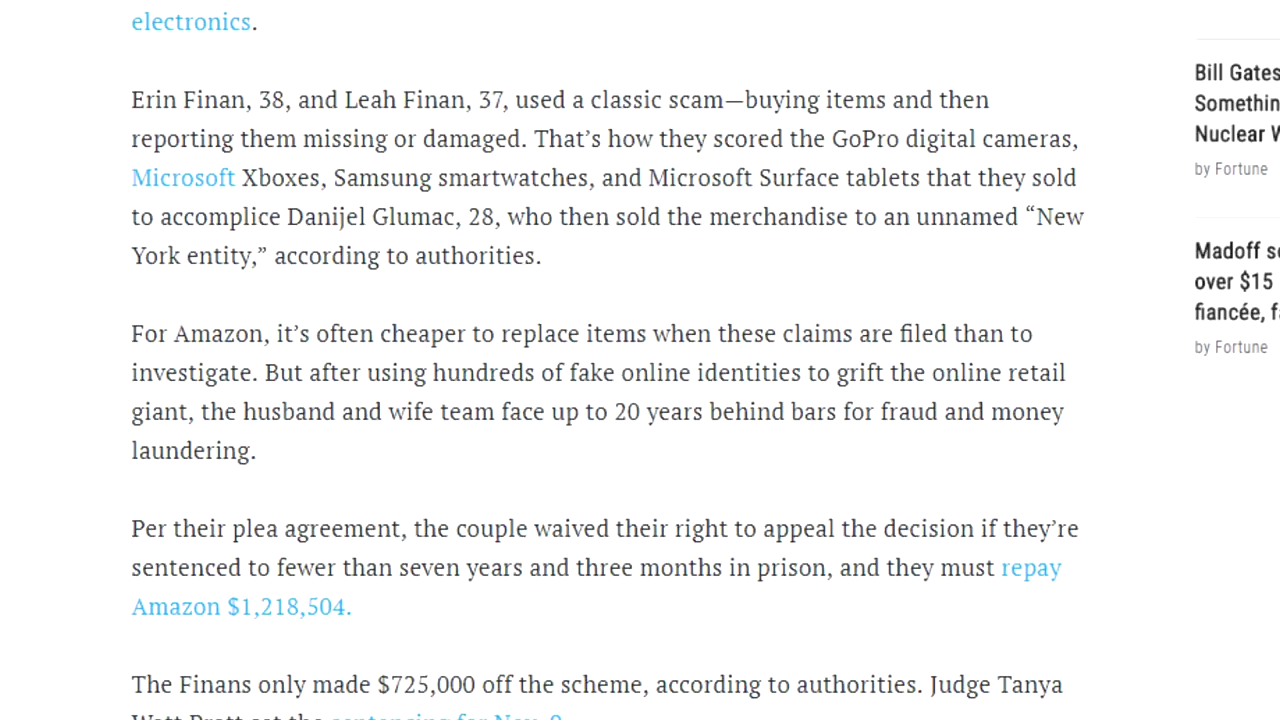 electronics.
Erin Finan, 38, and Leah Finan, 37, used a classic scam—buying items and then
reporting them missing or damaged. That’s how they scored the GoPro digital cameras,
Microsoft Xboxes, Samsung smartwatches, and Microsoft Surface tablets that they sold
to accomplice Danijel Glumac, 28, who then sold the merchandise to an unnamed “New
York entity,” according to authorities.
For Amazon, it’s often cheaper to replace items when these claims are filed than to
investigate. But after using hundreds of fake online identities to grift the online retail
giant, the husband and wife team face up to 20 years behind bars for fraud and money
laundering.
Per their plea agreement, the couple waived their right to appeal the decision if they’re
sentenced to fewer than seven years and three months in prison, and they must repay
Amazon $1,218,504.
The Finans only made $725,000 off the scheme, according to authorities. Judge Tanya
Bill Gates
Somethin
Nuclear W
by Fortune
Madoff so
over $15
fiancée, fa
by Fortune